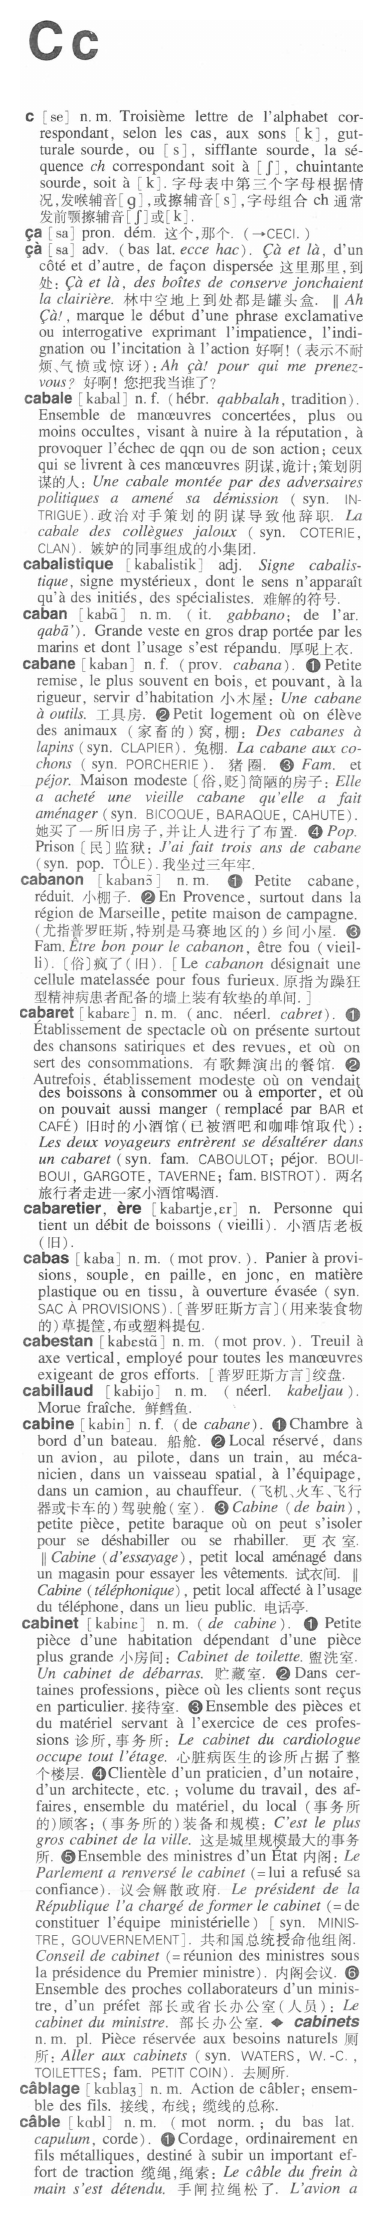 Cc
c [se] n. m. Troisième lettre de l'alphabet cor-
respondant, selon les cas, aux sons [k], gut-
turale sourde, ou [s], sifflante sourde, la sé-
quence ch correspondant soit à [ʃ], chuintante
sourde, soit à [k]. 字母表中第三个字母根据情
况,发喉辅音[g],或擦辅音[s],字母组合 ch 通常
发前颚擦辅音[ʃ]或[k].
ça [sa] pron. dém. 这个,那个. (→CECI.)
çà [sa] adv. (bas lat. ecce hac). Çà et là, d'un
côté et d'autre, de façon dispersée 这里那里,到
处: Çà et là, des boîtes de conserve jonchaient
la clairière. 林中空地上到处都是罐头盒. ‖ Ah
Çà!, marque le début d'une phrase exclamative
ou interrogative exprimant l'impatience, l'indi-
gnation ou l'incitation à l'action 好啊! (表示不耐
烦、气愤或惊讶): Ah çà! pour qui me prenez-
vous? 好啊! 您把我当谁了?
cabale [kabal] n. f. (hébr. qabbalah, tradition).
Ensemble de manœuvres concertées, plus ou
moins occultes, visant à nuire à la réputation, à
provoquer l'échec de qqn ou de son action; ceux
qui se livrent à ces manœuvres 阴谋,诡计;策划阴
谋的人: Une cabale montée par des adversaires
politiques a amené sa démission (syn. IN-
TRIGUE). 政治对手策划的阴谋导致他辞职. La
cabale des collègues jaloux (syn. COTERIE,
CLAN). 嫉妒的同事组成的小集团.
cabalistique [kabalistik] adj. Signe cabalis-
tique, signe mystérieux, dont le sens n'apparaît
qu'à des initiés, des spécialistes. 难解的符号.
caban [kabɑ̃] n. m. (it. gabbano; de l'ar.
qabā'). Grande veste en gros drap portée par les
marins et dont l'usage s'est répandu. 厚呢上衣.
cabane [kaban] n. f. (prov. cabana). ❶ Petite
remise, le plus souvent en bois, et pouvant, à la
rigueur, servir d'habitation 小木屋: Une cabane
à outils. 工具房. ❷ Petit logement où on élève
des animaux (家畜的) 窝,棚: Des cabanes à
lapins (syn. CLAPIER). 兔棚. La cabane aux co-
chons (syn. PORCHERIE). 猪圈. ❸ Fam. et
péjor. Maison modeste [俗,贬]简陋的房子: Elle
a acheté une vieille cabane qu'elle a fait
aménager (syn. BICOQUE, BARAQUE, CAHUTE).
她买了一所旧房子,并让人进行了布置. ❹ Pop.
Prison [民] 监狱: J'ai fait trois ans de cabane
(syn. pop. TÔLE). 我坐过三年牢.
cabanon [kabanɔ̃] n. m. ❶ Petite cabane,
réduit. 小棚子. ❷ En Provence, surtout dans la
région de Marseille, petite maison de campagne.
(尤指普罗旺斯,特别是马赛地区的) 乡间小屋. ❸
Fam. Être bon pour le cabanon, être fou (vieil-
li). [俗]疯了(旧). [Le cabanon désignait une
cellule matelassée pour fous furieux. 原指为躁狂
型精神病患者配备的墙上装有软垫的单间.]
cabaret [kabarɛ] n. m. (anc. néerl. cabret). ❶
Établissement de spectacle où on présente surtout
des chansons satiriques et des revues, et où on
sert des consommations. 有歌舞演出的餐馆. ❷
Autrefois, établissement modeste où on vendait
des boissons à consommer ou à emporter, et où
on pouvait aussi manger (remplacé par BAR et
CAFÉ) 旧时的小酒馆(已被酒吧和咖啡馆取代):
Les deux voyageurs entrèrent se désaltérer dans
un cabaret (syn. fam. CABOULOT; péjor. BOUI-
BOUI, GARGOTE, TAVERNE; fam. BISTROT). 两名
旅行者走进一家小酒馆喝酒.
cabaretier, ère [kabartje,ɛr] n. Personne qui
tient un débit de boissons (vieilli). 小酒店老板
(旧).
cabas [kaba] n. m. (mot prov.). Panier à provi-
sions, souple, en paille, en jonc, en matière
plastique ou en tissu, à ouverture évasée (syn.
SAC À PROVISIONS). [普罗旺斯方言](用来装食物
的)草提筐,布或塑料提包.
cabestan [kabɛstɑ̃] n. m. (mot prov.). Treuil à
axe vertical, employé pour toutes les manœuvres
exigeant de gros efforts. [普罗旺斯方言]绞盘.
cabillaud [kabijo] n. m. (néerl. kabeljau).
Morue fraîche. 鲜鳕鱼.
cabine [kabin] n. f. (de cabane). ❶ Chambre à
bord d'un bateau. 船舱. ❷ Local réservé, dans
un avion, au pilote, dans un train, au méca-
nicien, dans un vaisseau spatial, à l'équipage,
dans un camion, au chauffeur. (飞机、火车、飞行
器或卡车的) 驾驶舱(室). ❸ Cabine (de bain),
petite pièce, petite baraque où on peut s'isoler
pour se déshabiller ou se rhabiller. 更衣室.
‖ Cabine (d'essayage), petit local aménagé dans
un magasin pour essayer les vêtements. 试衣间. ‖
Cabine (téléphonique), petit local affecté à l'usage
du téléphone, dans un lieu public. 电话亭.
cabinet [kabinɛ] n. m. (de cabine). ❶ Petite
pièce d'une habitation dépendant d'une pièce
plus grande 小房间: Cabinet de toilette. 盥洗室.
Un cabinet de débarras. 贮藏室. ❷ Dans cer-
taines professions, pièce où les clients sont reçus
en particulier. 接待室. ❸ Ensemble des pièces et
du matériel servant à l'exercice de ces profes-
sions 诊所,事务所: Le cabinet du cardiologue
occupe tout l'étage. 心脏病医生的诊所占据了整
个楼层. ❹ Clientèle d'un praticien, d'un notaire,
d'un architecte, etc.; volume du travail, des af-
faires, ensemble du matériel, du local (事务所
的)顾客; (事务所的)装备和规模: C'est le plus
gros cabinet de la ville. 这是城里规模最大的事务
所. ❺ Ensemble des ministres d'un État 内阁: Le
Parlement a renversé le cabinet (=lui a refusé sa
confiance). 议会解散政府. Le président de la
République l'a chargé de former le cabinet (=de
constituer l'équipe ministérielle) [syn. MINIS-
TRE, GOUVERNEMENT]. 共和国总统授命他组阁.
Conseil de cabinet (=réunion des ministres sous
la présidence du Premier ministre). 内阁会议. ❻
Ensemble des proches collaborateurs d'un minis-
tre, d'un préfet 部长或省长办公室(人员): Le
cabinet du ministre. 部长办公室. ◆ cabinets
n. m. pl. Pièce réservée aux besoins naturels 厕
所: Aller aux cabinets (syn. WATERS, W.-C.,
TOILETTES; fam. PETIT COIN). 去厕所.
câblage [kɑblaʒ] n. m. Action de câbler; ensem-
ble des fils. 接线, 布线; 缆线的总称.
câble [kɑbl] n. m. (mot norm.; du bas lat.
capulum, corde). ❶ Cordage, ordinairement en
fils métalliques, destiné à subir un important ef-
fort de traction 缆绳,绳索: Le câble du frein à
main s'est détendu. 手闸拉绳松了. L'avion a